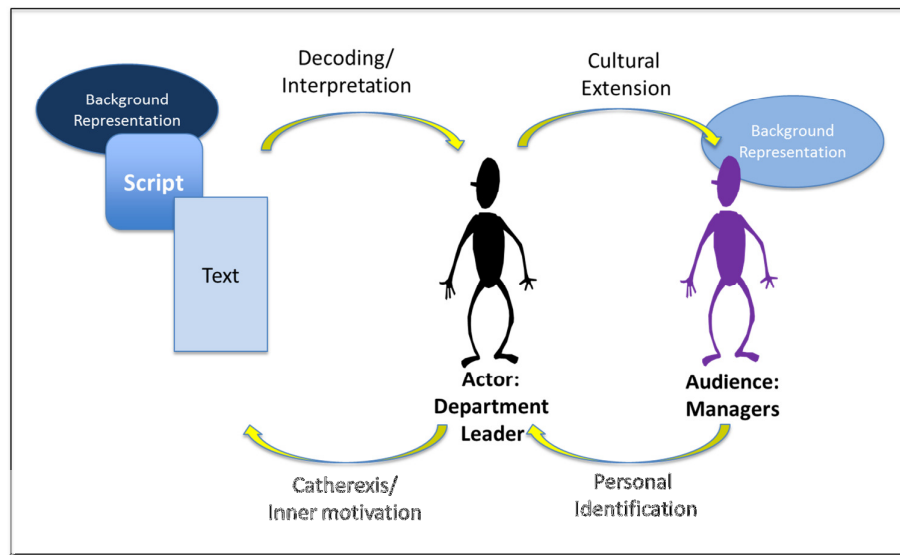 Decoding/
Interpretation
Cultural
Extension
Background
Representation
Background
Representation
Script
Text
Actor:
Department
Leader
Audience:
Managers
Catherexis/
Inner motivation
Personal
Identification